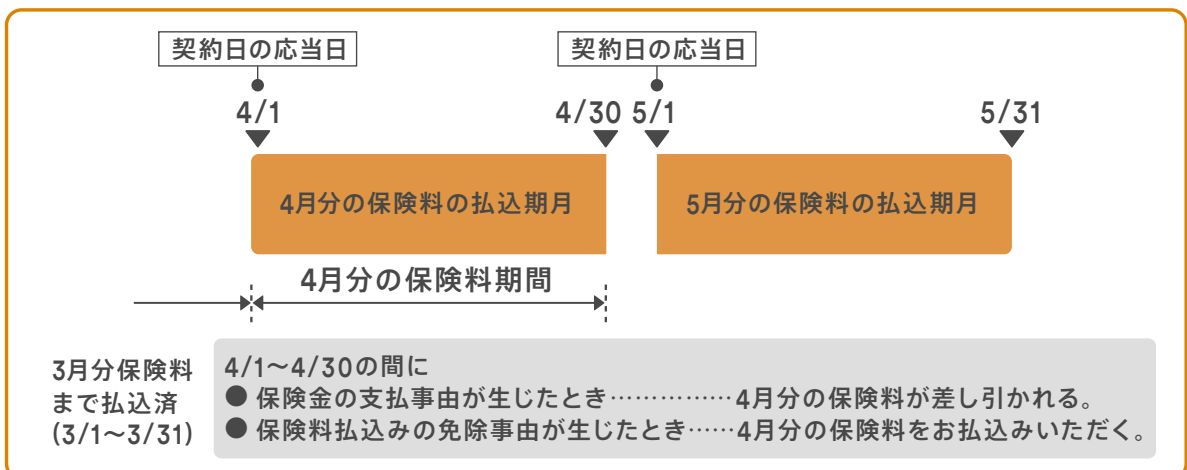 契約日の応当日 契約日の応当日
4/1 4/30 5/1 5/31
4月分の保険料の払込期月 5月分の保険料の払込期月
4月分の保険料期間
3月分保険料
まで払込済
(3/1〜3/31)
4/1〜4/30の間に
● 保険金の支払事由が生じたとき……………4月分の保険料が差し引かれる。
● 保険料払込みの免除事由が生じたとき……4月分の保険料をお払込みいただく。